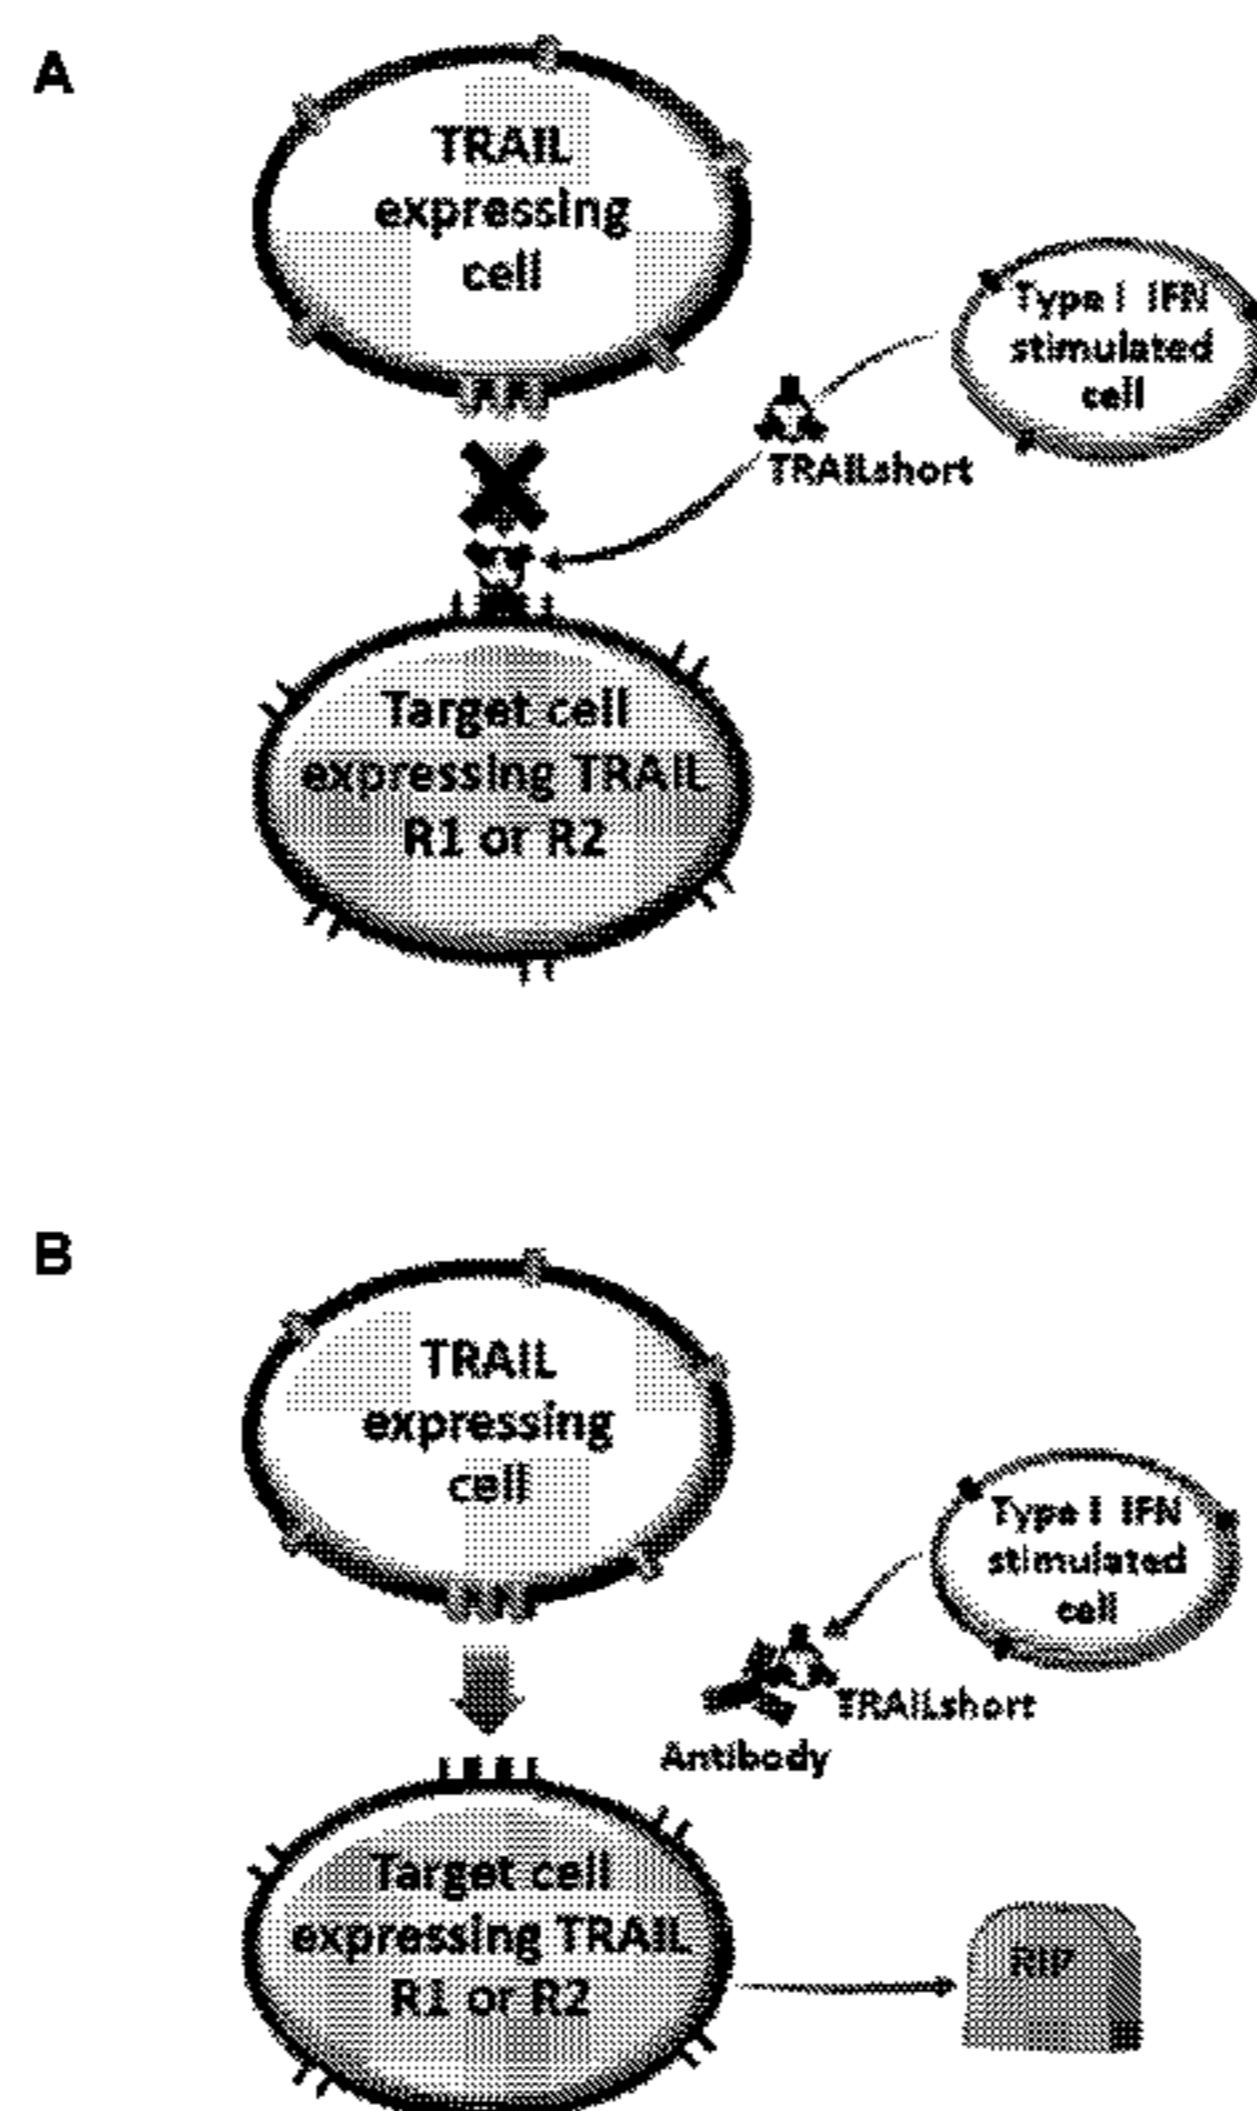 A
TRAIL
expressing
cell
Type I IFN
stimulated
cell
TRAILshort
Target cell
expressing TRAIL
R1 or R2
B
TRAIL
expressing
cell
Type I IFN
stimulated
cell
TRAILshort
Antibody
Target cell
expressing TRAIL
R1 or R2
RIP